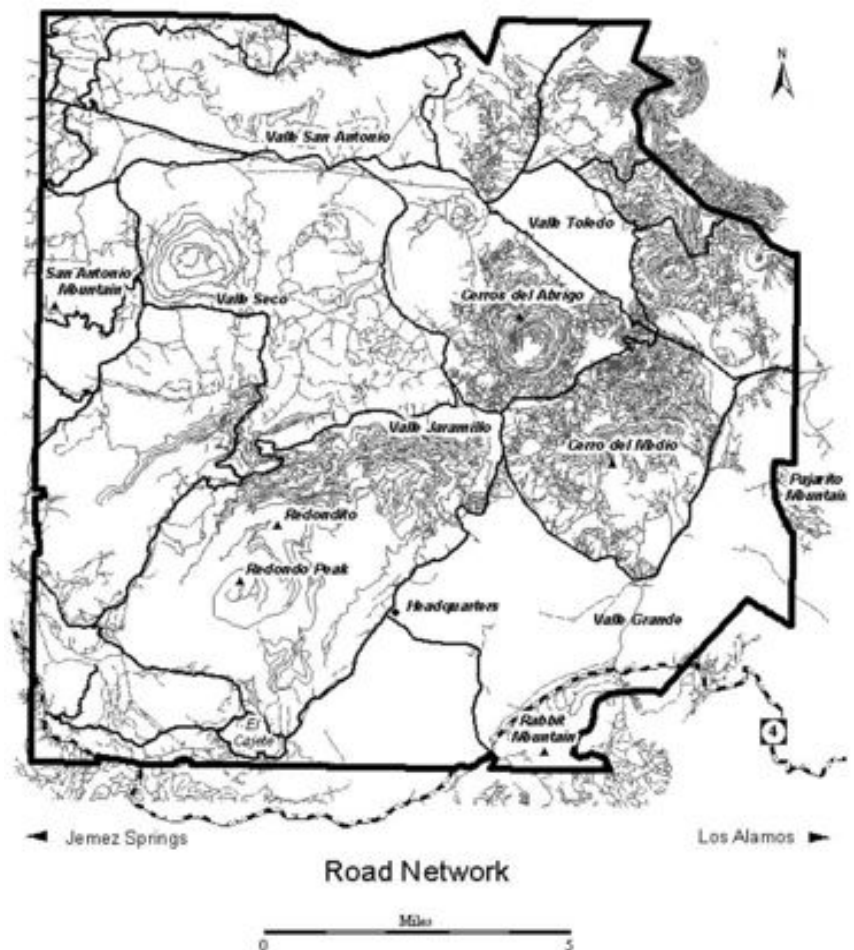 N
Valle San Antonio
Valle Toledo
San Antonio
Mountain
Valle Seco
Cerros del Abrigo
Valle Jaramillo
Cerro del Medio
Pajarito
Mountain
Redondito
Redondo Peak
Headquarters
Valle Grande
El
Cajete
Rabbit
Mountain
4
Jemez Springs
Los Alamos
Road Network
Miles
0
5